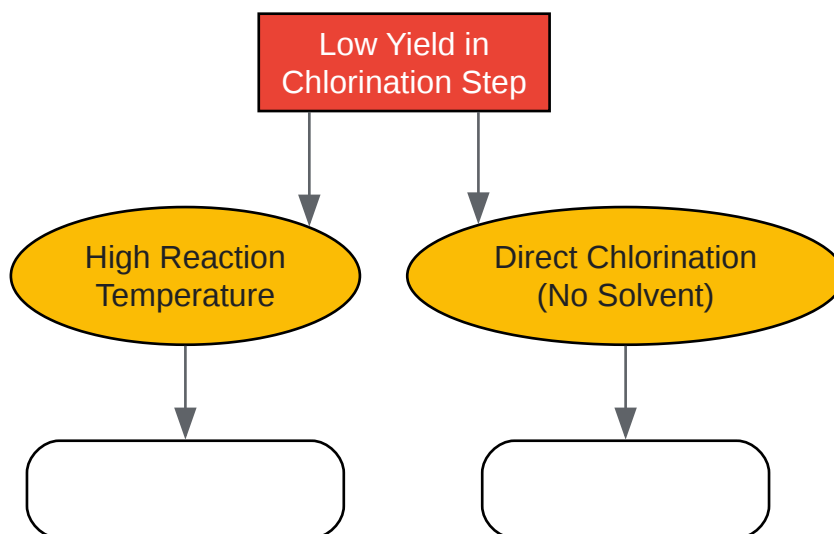 Low Yield in
Chlorination Step
High Reaction
Temperature
Direct Chlorination
(No Solvent)